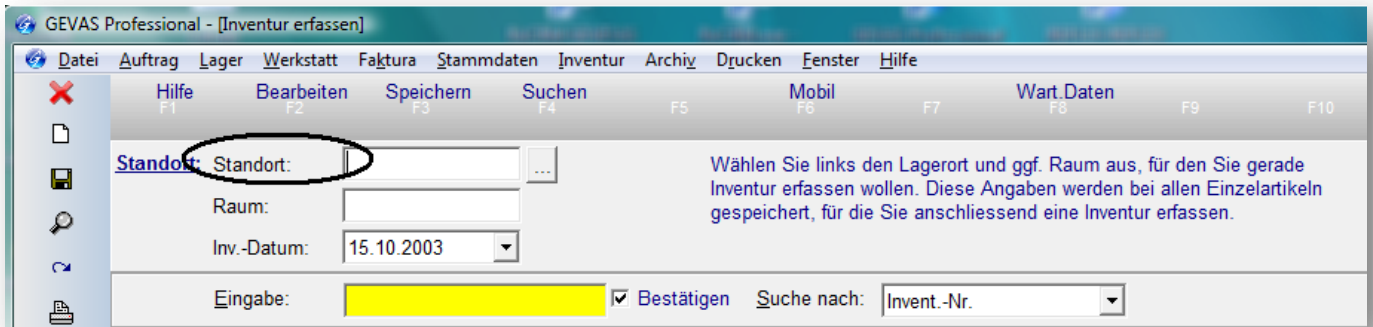 GEVAS Professional - [Inventur erfassen]
Datei Auftrag Lager Werkstatt Faktura Stammdaten Inventur Archiv Drucken Fenster Hilfe
Hilfe Bearbeiten Speichern Suchen Mobil Wart.Daten
F1 F2 F3 F4 F5 F6 F7 F8 F9 F10
Standort: Standort: ...
Raum:
Inv.-Datum: 15.10.2003
Wählen Sie links den Lagerort und ggf. Raum aus, für den Sie gerade
Inventur erfassen wollen. Diese Angaben werden bei allen Einzelartikeln
gespeichert, für die Sie anschliessend eine Inventur erfassen.
Eingabe: Bestätigen Suche nach: Invent.-Nr.